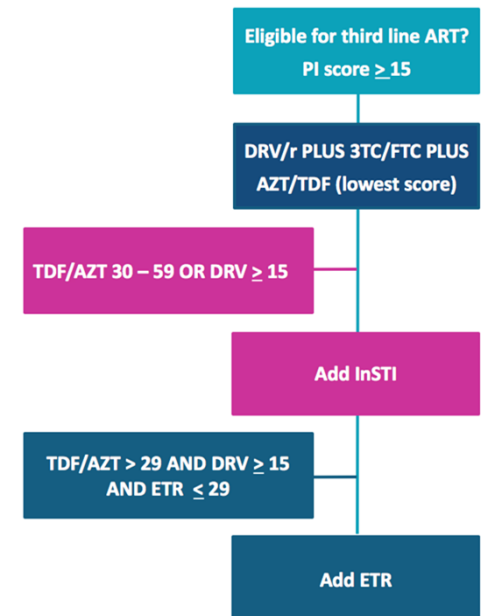 Eligible for third line ART?
PI score ≥ 15
DRV/r PLUS 3TC/FTC PLUS
AZT/TDF (lowest score)
TDF/AZT 30 – 59 OR DRV ≥ 15
Add InSTI
TDF/AZT > 29 AND DRV ≥ 15
AND ETR ≤ 29
Add ETR